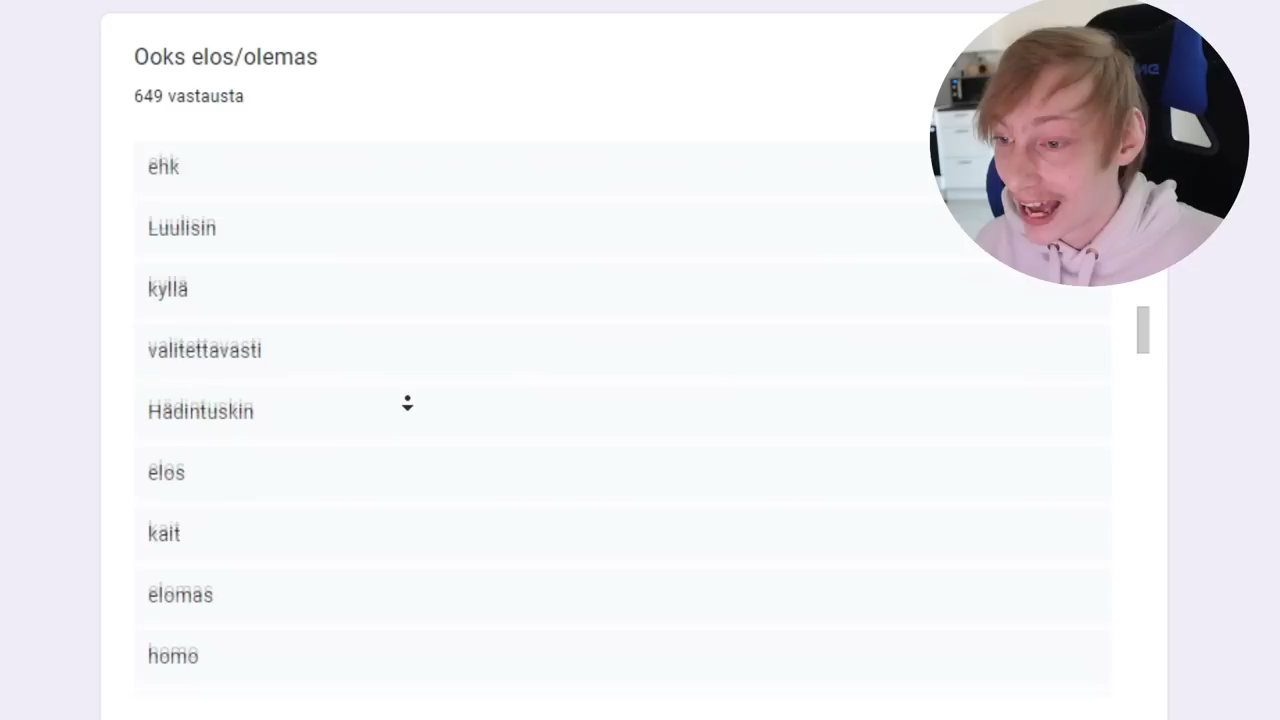 Ooks elos/olemas
649 vastausta
ehk
Luulisin
kyllä
valitettavasti
Hädintuskin
elos
kait
elomas
homo